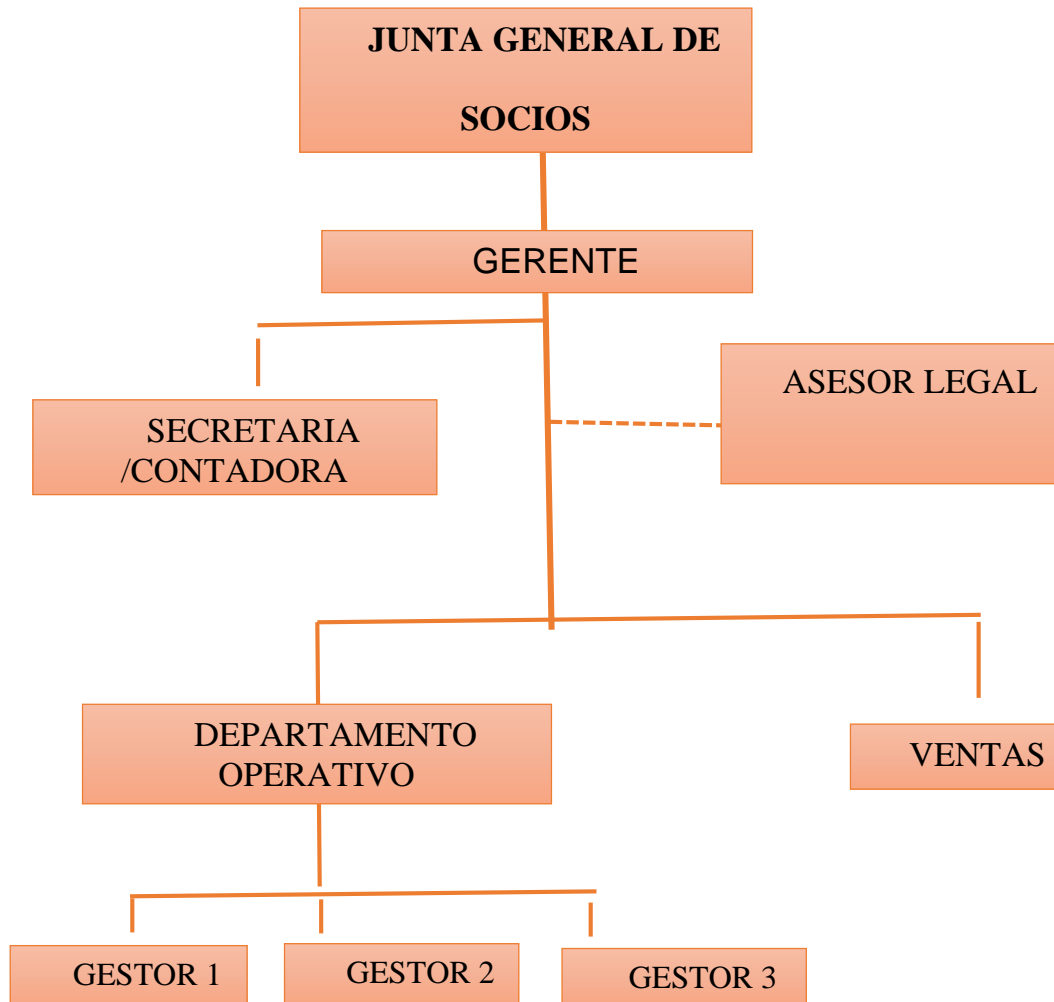 JUNTA GENERAL DE
SOCIOS
GERENTE
ASESOR LEGAL
SECRETARIA
/CONTADORA
DEPARTAMENTO
OPERATIVO
VENTAS
GESTOR 1
GESTOR 2
GESTOR 3